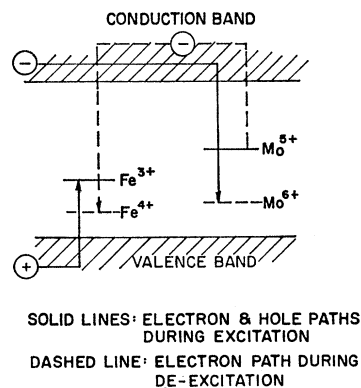 CONDUCTION BAND
Mo5+
Fe3+
Mo6+
Fe4+
VALENCE BAND
SOLID LINES: ELECTRON & HOLE PATHS
DURING EXCITATION
DASHED LINE: ELECTRON PATH DURING
DE-EXCITATION